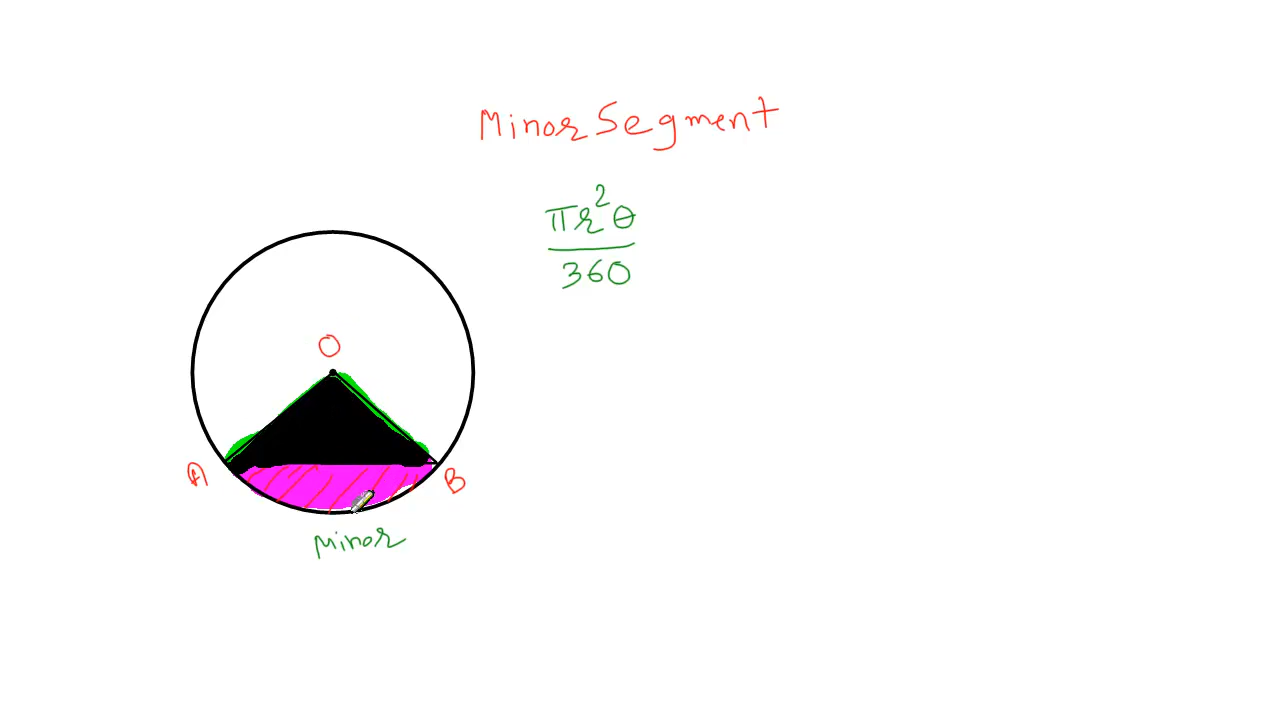 Minor Segment
πr²θ
360
O
A
B
Minor